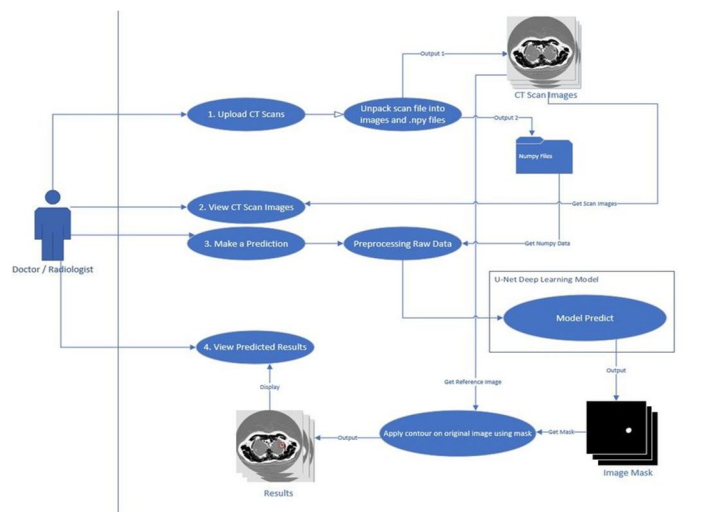 Output 1
CT Scan Images
1. Upload CT Scans
Unpack scan file into
images and .npy files
Output 2
Numpy Files
2. View CT Scan Images
Get Scan Images
3. Make a Prediction
Preprocessing Raw Data
Get Numpy Data
Doctor / Radiologist
U-Net Deep Learning Model
Model Predict
4. View Predicted Results
Output
Get Reference Image
Display
Apply contour on original image using mask
Get Mask
Output
Image Mask
Results